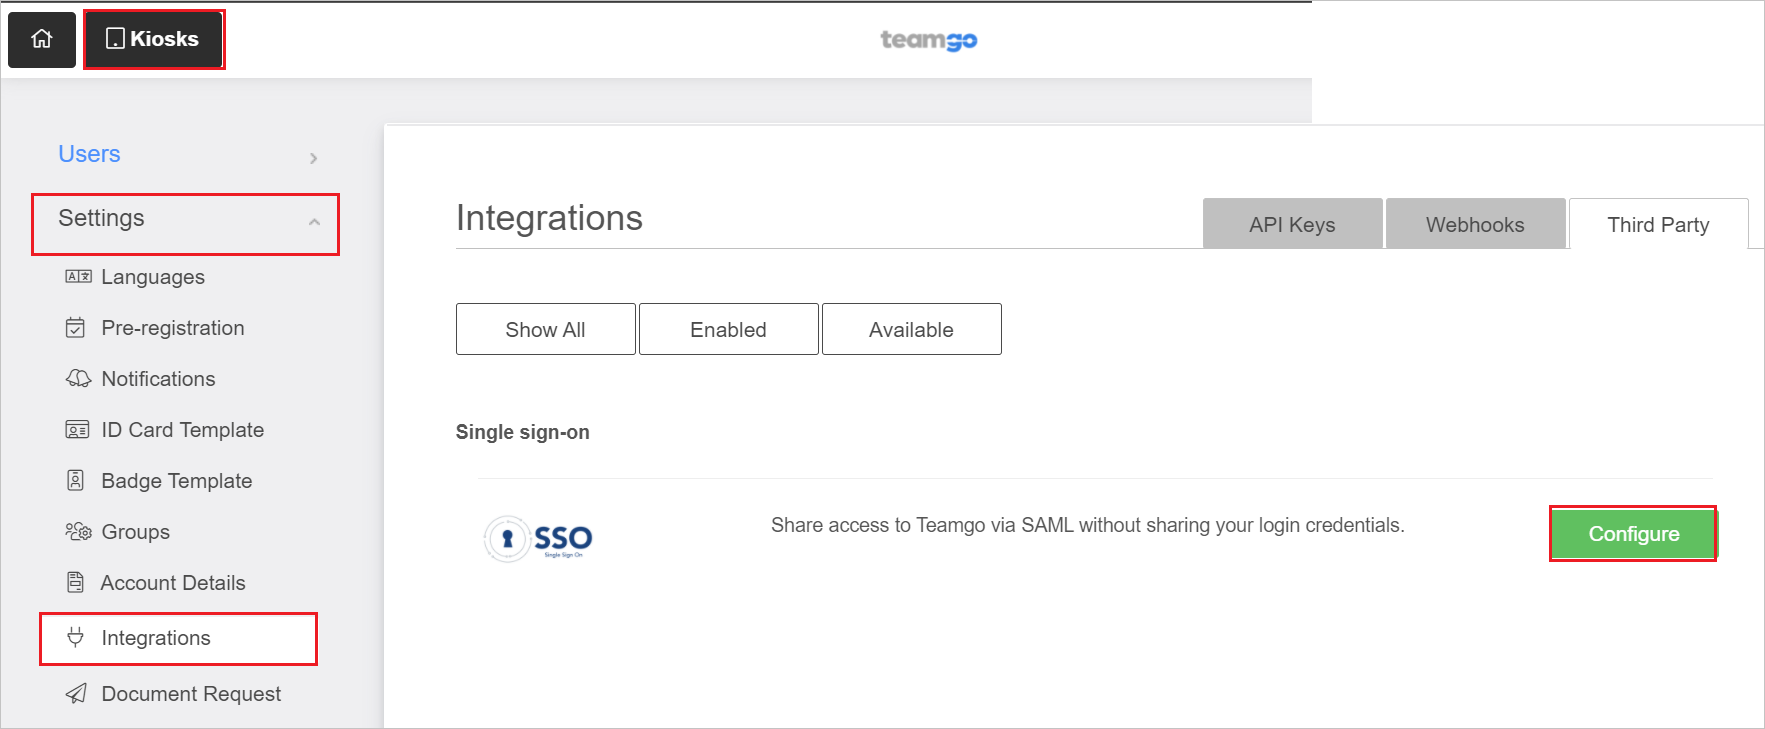 Kiosks
teamgo
Users
Settings
Languages
Pre-registration
Notifications
ID Card Template
Badge Template
Groups
Account Details
Integrations
Document Request
Integrations
API Keys
Webhooks
Third Party
Show All
Enabled
Available
Single sign-on
SSO
Single Sign On
Share access to Teamgo via SAML without sharing your login credentials.
Configure